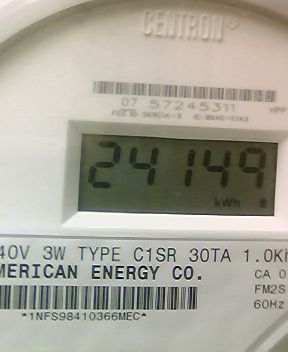 CENTRON
07 57245311
24149
kWh
40V 3W TYPE C1SR 30TA 1.0Kh
MERICAN ENERGY CO.
CA 0
FM2S
60Hz
*1NFS98410366MEC*